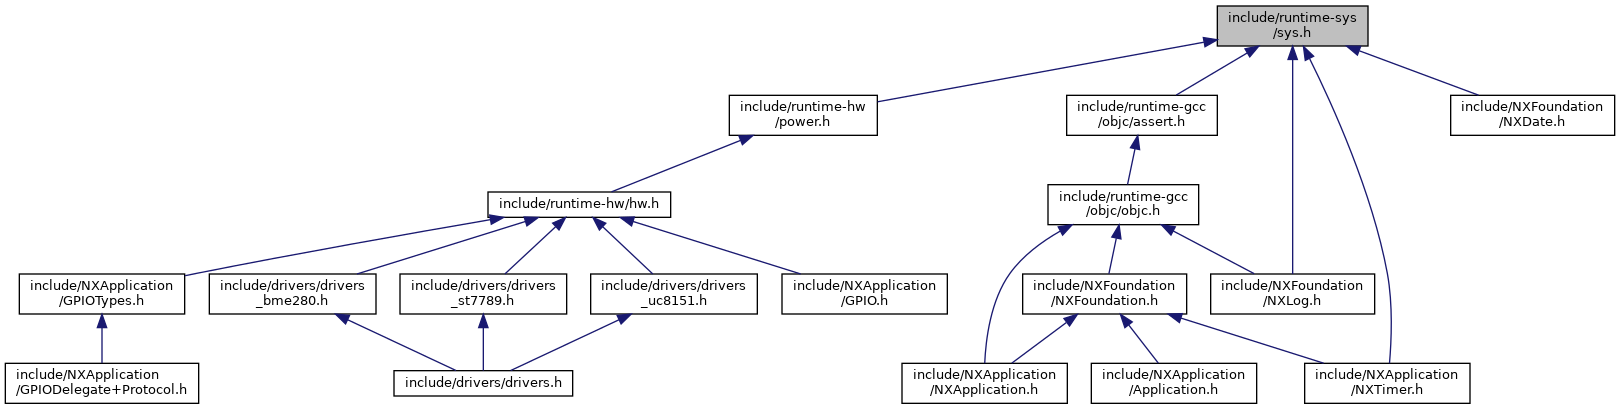 include/runtime-sys
/sys.h
include/runtime-hw
/power.h
include/runtime-gcc
/objc/assert.h
include/NXFoundation
/NXDate.h
include/runtime-hw/hw.h
include/runtime-gcc
/objc/objc.h
include/NXApplication
/GPIOTypes.h
include/drivers/drivers
_bme280.h
include/drivers/drivers
_st7789.h
include/drivers/drivers
_uc8151.h
include/NXApplication
/GPIO.h
include/NXFoundation
/NXFoundation.h
include/NXFoundation
/NXLog.h
include/NXApplication
/GPIODelegate+Protocol.h
include/drivers/drivers.h
include/NXApplication
/NXApplication.h
include/NXApplication
/Application.h
include/NXApplication
/NXTimer.h